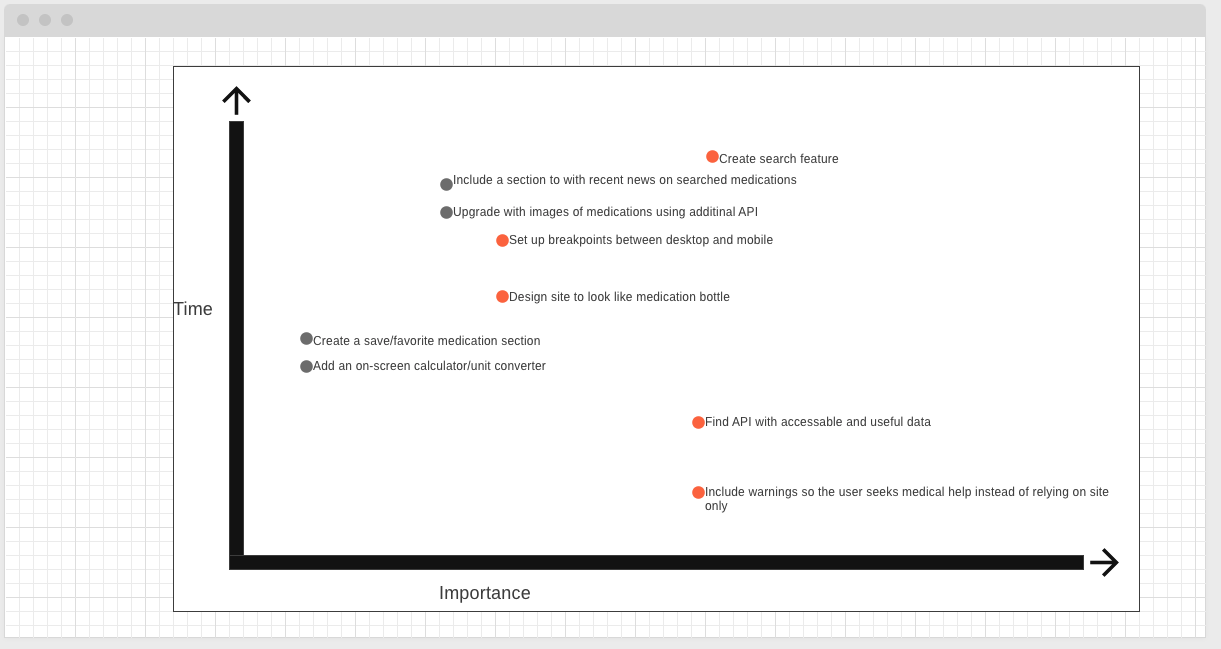 Create search feature
Include a section to with recent news on searched medications
Upgrade with images of medications using additinal API
Set up breakpoints between desktop and mobile
Design site to look like medication bottle
Time
Create a save/favorite medication section
Add an on-screen calculator/unit converter
Find API with accessable and useful data
Include warnings so the user seeks medical help instead of relying on site
only
Importance